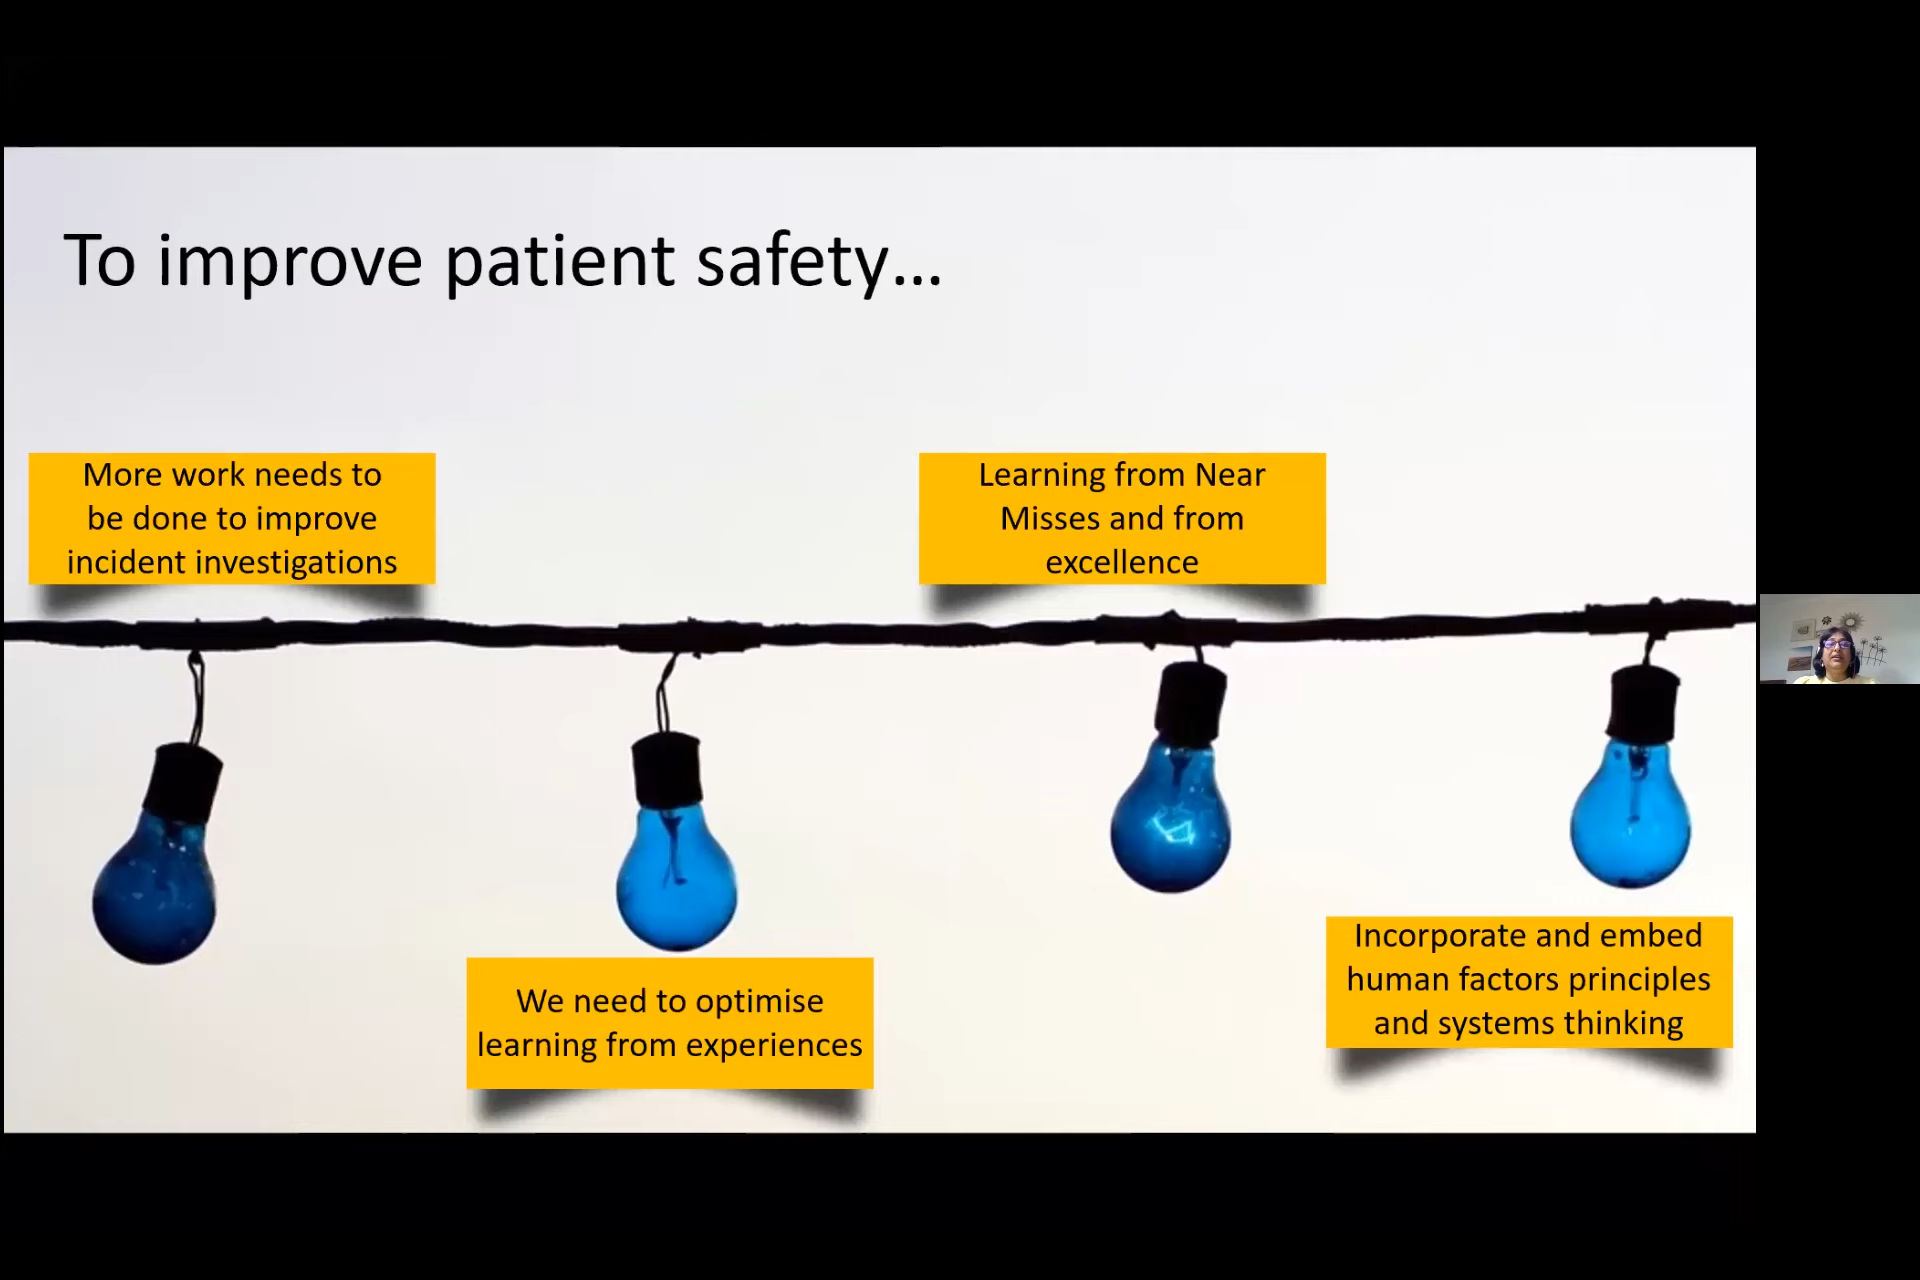 To improve patient safety...
More work needs to
be done to improve
incident investigations
We need to optimise
learning from experiences
Learning from Near
Misses and from
excellence
Incorporate and embed
human factors principles
and systems thinking